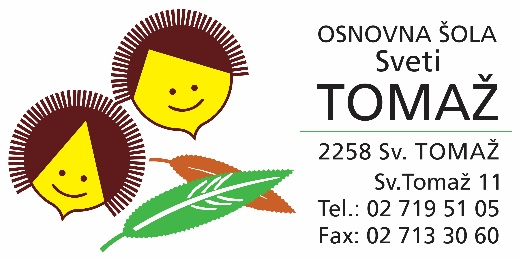 OSNOVNA ŠOLA
Sveti
TOMAŽ
2258 Sv. TOMAŽ
Sv.Tomaž 11
Tel.: 02 719 51 05
Fax: 02 713 30 60